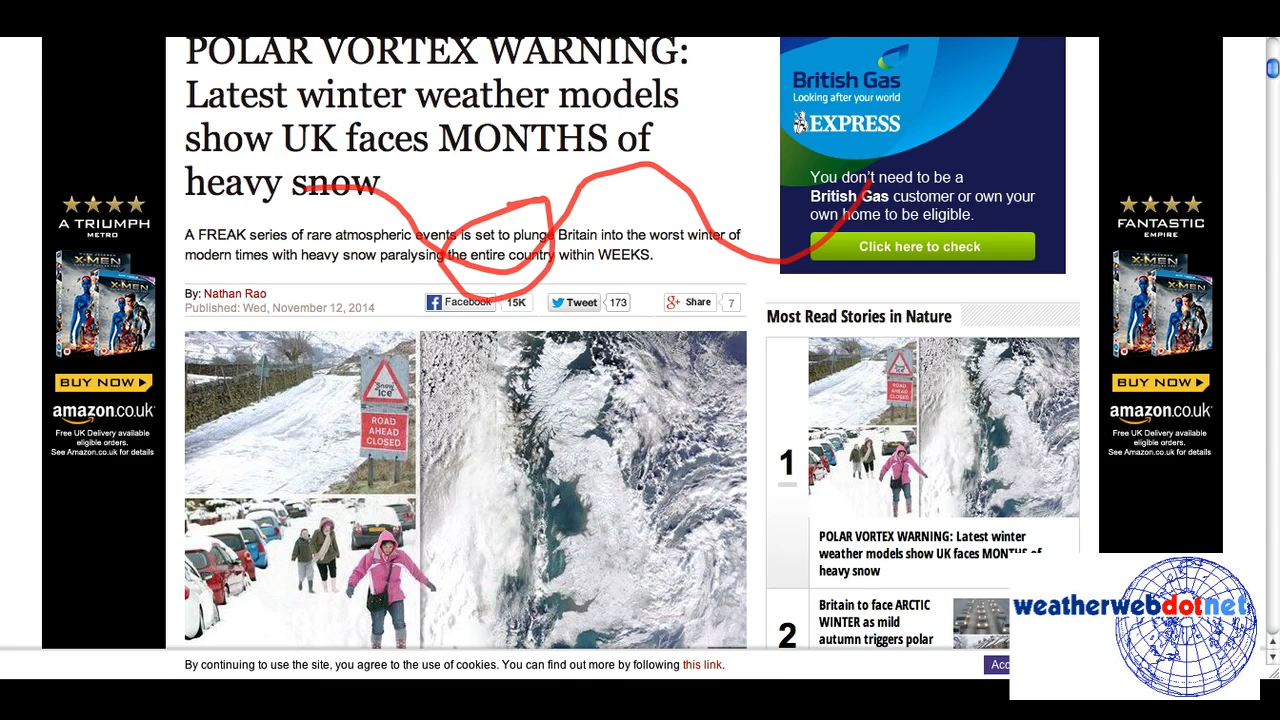 POLAR VORTEX WARNING:
Latest winter weather models
show UK faces MONTHS of
heavy snow
A FREAK series of rare atmospheric events is set to plunge Britain into the worst winter of
modern times with heavy snow paralysing the entire country within WEEKS.
By: Nathan Rao
Published: Wed, November 12, 2014
Facebook 15K
Tweet 173
Share 7
Snow
ICE
ROAD
AHEAD
CLOSED
British Gas
Looking after your world
EXPRESS
You don't need to be a
British Gas customer or own your
own home to be eligible.
Click here to check
Most Read Stories in Nature
1
ROAD
AHEAD
CLOSED
POLAR VORTEX WARNING: Latest winter
weather models show UK faces MONTHS of
heavy snow
2
Britain to face ARCTIC
WINTER as mild
autumn triggers polar
A TRIUMPH
METRO
X-MEN
X-MEN
BUY NOW
amazon.co.uk
Free UK Delivery available
eligible orders.
See Amazon.co.uk for details
FANTASTIC
EMPIRE
X-MEN
X-MEN
BUY NOW
amazon.co.uk
Free UK Delivery available
eligible orders.
See Amazon.co.uk for details
By continuing to use the site, you agree to the use of cookies. You can find out more by following this link.
weatherwebdotnet